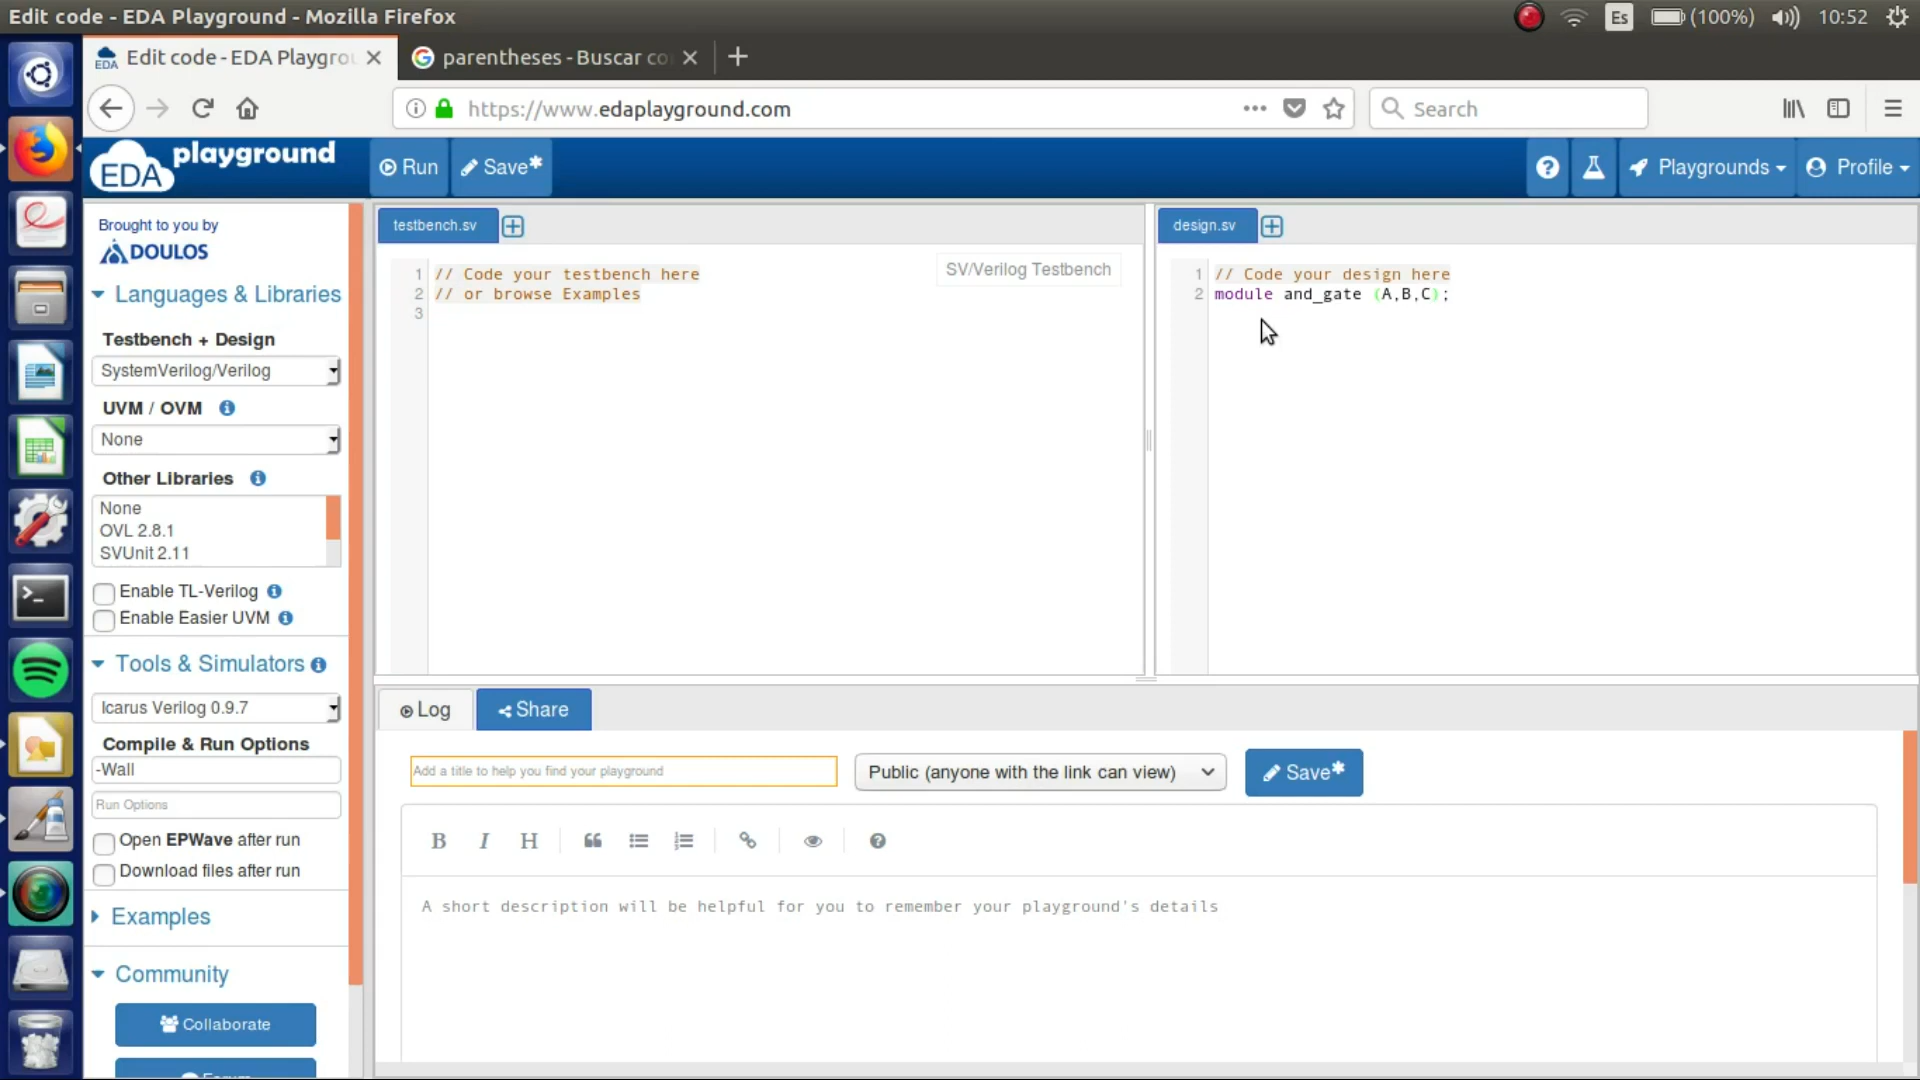 Edit code - EDA Playground - Mozilla Firefox
Es
(100%)
10:52
Edit code - EDA Playgro
parentheses - Buscar co
https://www.edaplayground.com
Search
EDA playground
Run
Save*
Playgrounds
Profile
Brought to you by
DOULOS
Languages & Libraries
Testbench + Design
SystemVerilog/Verilog
UVM / OVM
None
Other Libraries
None
OVL 2.8.1
SVUnit 2.11
Enable TL-Verilog
Enable Easier UVM
Tools & Simulators
Icarus Verilog 0.9.7
Compile & Run Options
-Wall
Run Options
Open EPWave after run
Download files after run
Examples
Community
Collaborate
testbench.sv
1 // Code your testbench here
2 // or browse Examples
3
SV/Verilog Testbench
design.sv
1 // Code your design here
2 module and_gate (A,B,C);
Log
Share
Add a title to help you find your playground
Public (anyone with the link can view)
Save*
B I H
A short description will be helpful for you to remember your playground's details